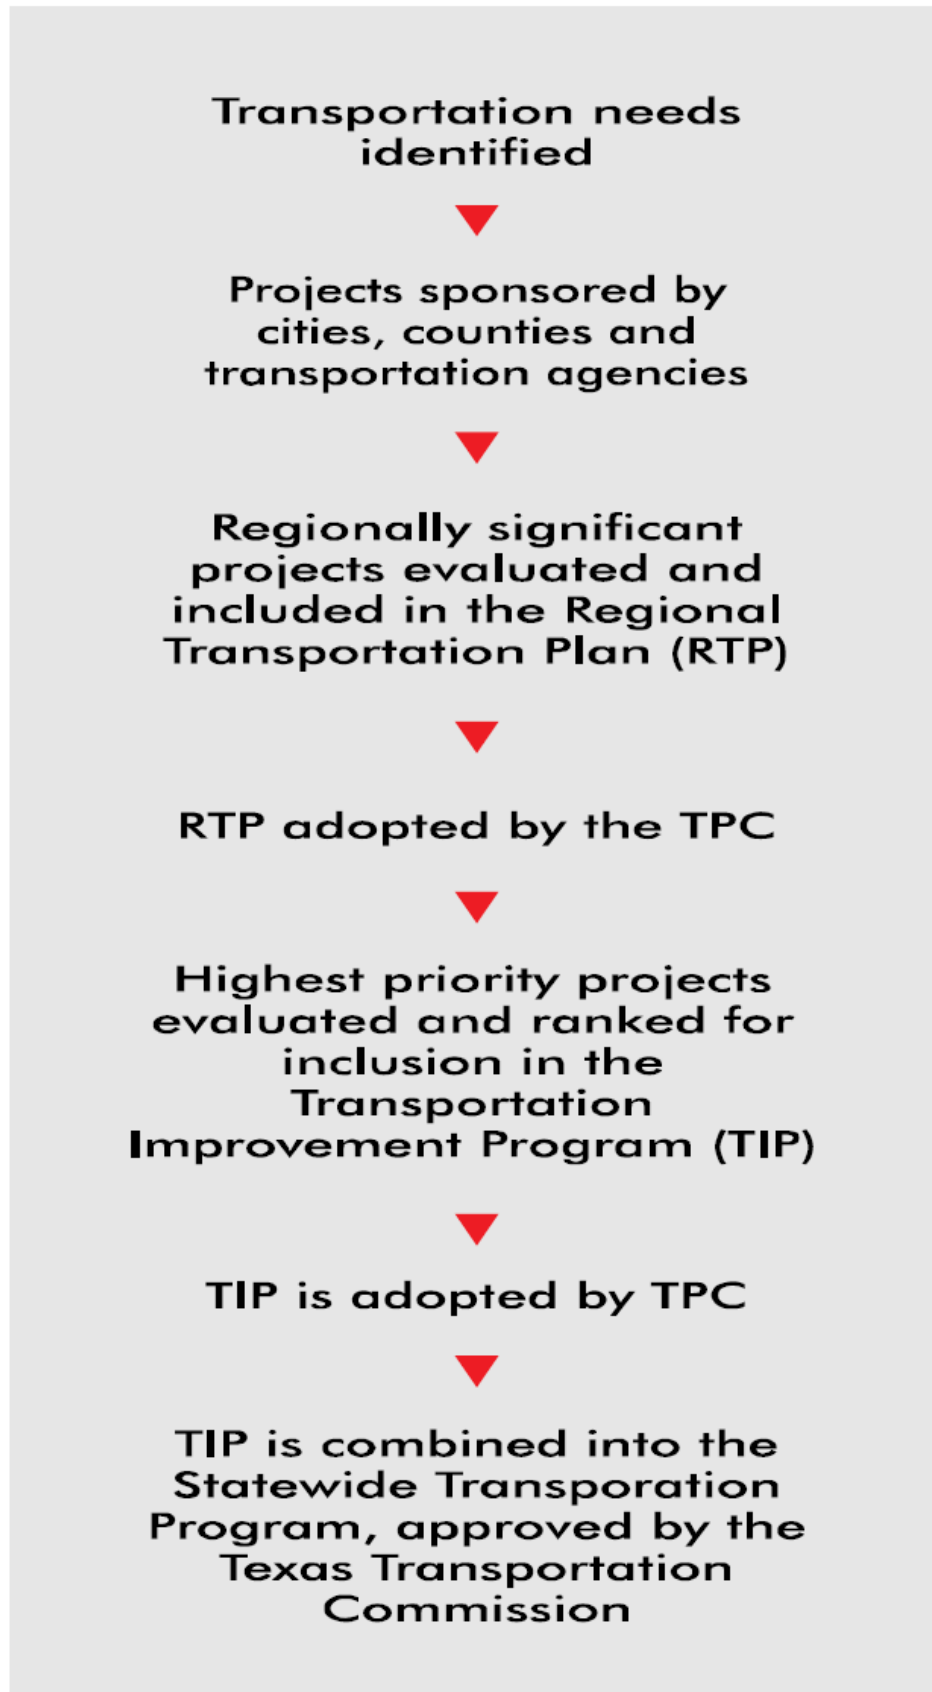 Transportation needs
identified
Projects sponsored by
cities, counties and
transportation agencies
Regionally significant
projects evaluated and
included in the Regional
Transportation Plan (RTP)
RTP adopted by the TPC
Highest priority projects
evaluated and ranked for
inclusion in the
Transportation
Improvement Program (TIP)
TIP is adopted by TPC
TIP is combined into the
Statewide Transporation
Program, approved by the
Texas Transportation
Commission